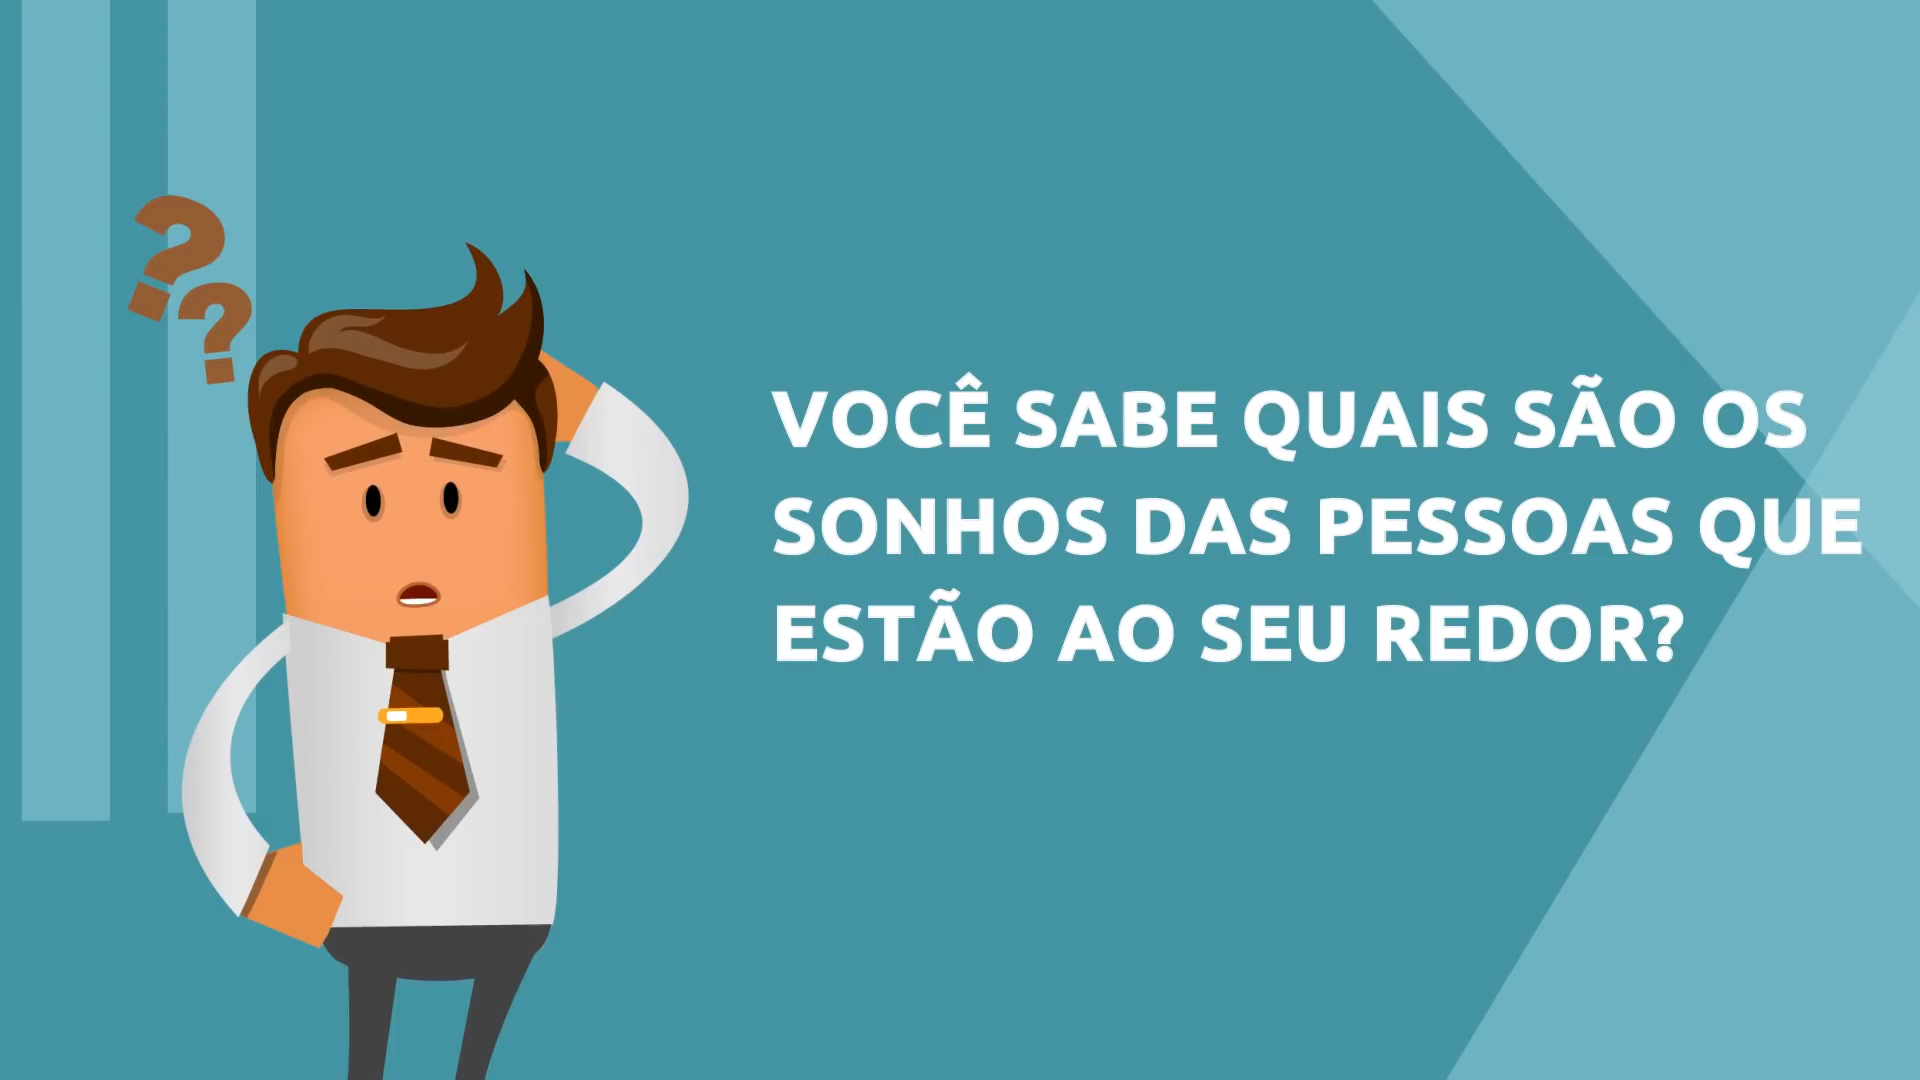 ??
VOCÊ SABE QUAIS SÃO OS
SONHOS DAS PESSOAS QUE
ESTÃO AO SEU REDOR?